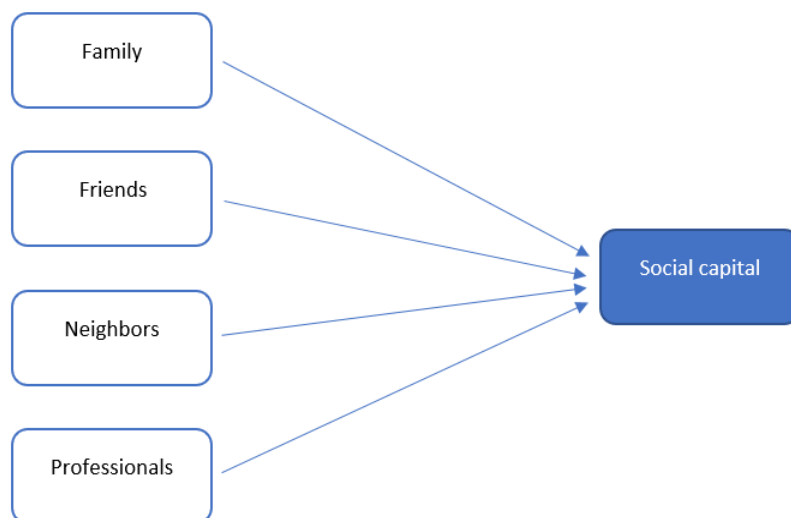 Family
Friends
Social capital
Neighbors
Professionals